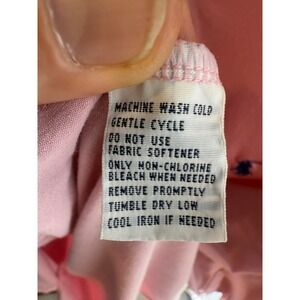 MACHINE WASH COLD
GENTLE CYCLE
DO NOT USE
FABRIC SOFTENER
ONLY NON-CHLORINE
BLEACH WHEN NEEDED
REMOVE PROMPTLY
TUMBLE DRY LOW
COOL IRON IF NEEDED